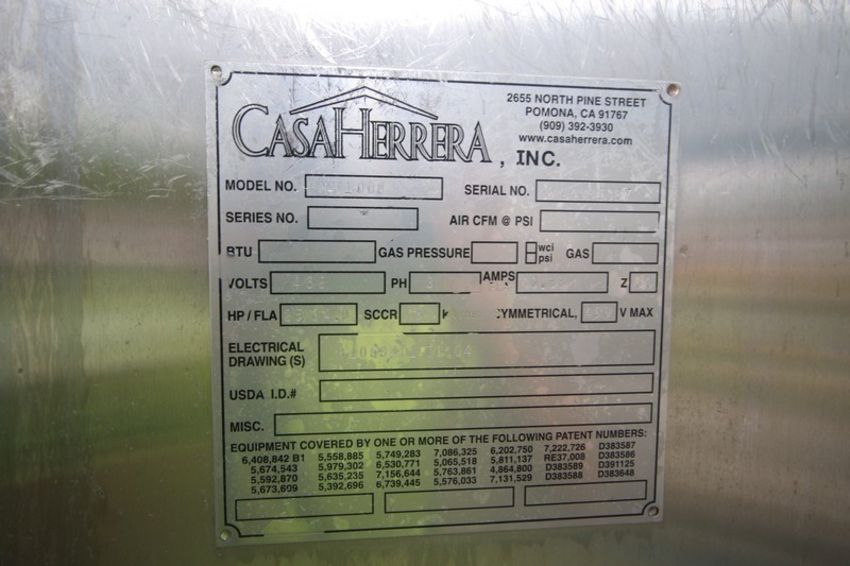 CASAHERRERA, INC.
2655 NORTH PINE STREET
POMONA, CA 91767
(909) 392-3930
www.casaherrera.com
MODEL NO. SERIAL NO.
SERIES NO. AIR CFM @ PSI
BTU GAS PRESSURE wci psi GAS
VOLTS PH AMPS Z
HP / FLA SCCR SYMMETRICAL, V MAX
ELECTRICAL
DRAWING (S)
USDA I.D.#
MISC.
EQUIPMENT COVERED BY ONE OR MORE OF THE FOLLOWING PATENT NUMBERS:
6,408,842 B1 5,558,885 5,749,283 7,086,325 6,202,750 7,222,726 D383587
5,674,543 5,979,302 6,530,771 5,065,518 5,811,137 RE37,008 D383586
5,592,870 5,635,235 7,156,644 5,763,861 4,864,800 D383589 D391125
5,673,609 5,392,696 6,739,445 5,576,033 7,131,529 D383588 D383648